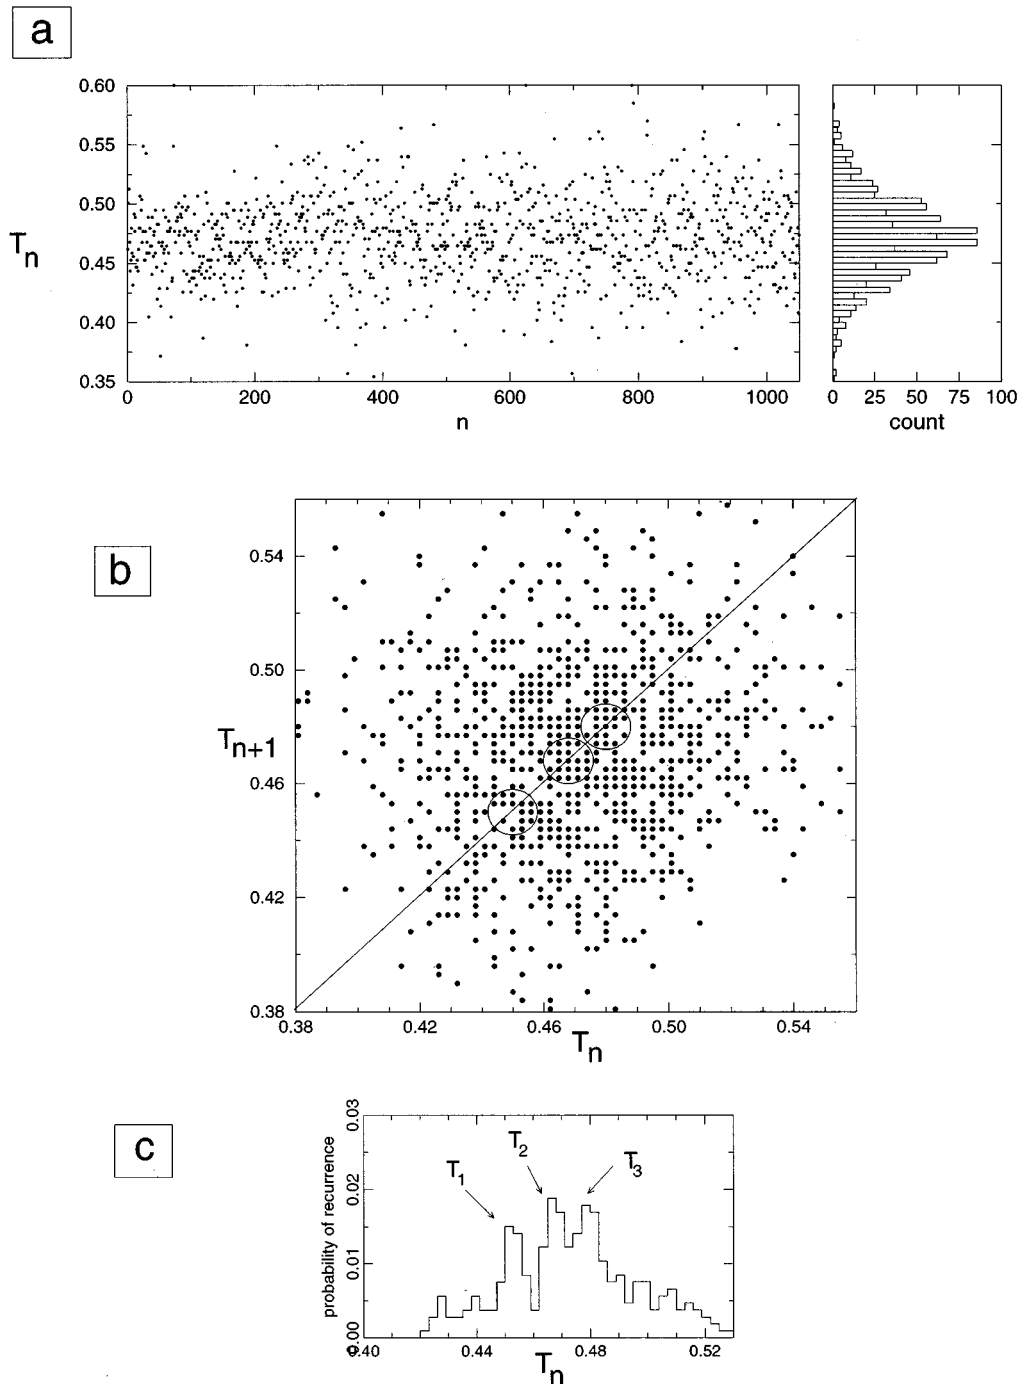 a
0.60
0.55
0.50
0.45
0.40
0.35
T_n
0 200 400 600 800 1000
n
0 25 50 75 100
count
b
0.54
0.50
0.46
0.42
0.38
T_n+1
0.38 0.42 0.46 0.50 0.54
T_n
c
probability of recurrence
0.03
0.02
0.01
0.00
T_1
T_2
T_3
0.40 0.44 0.48 0.52
T_n